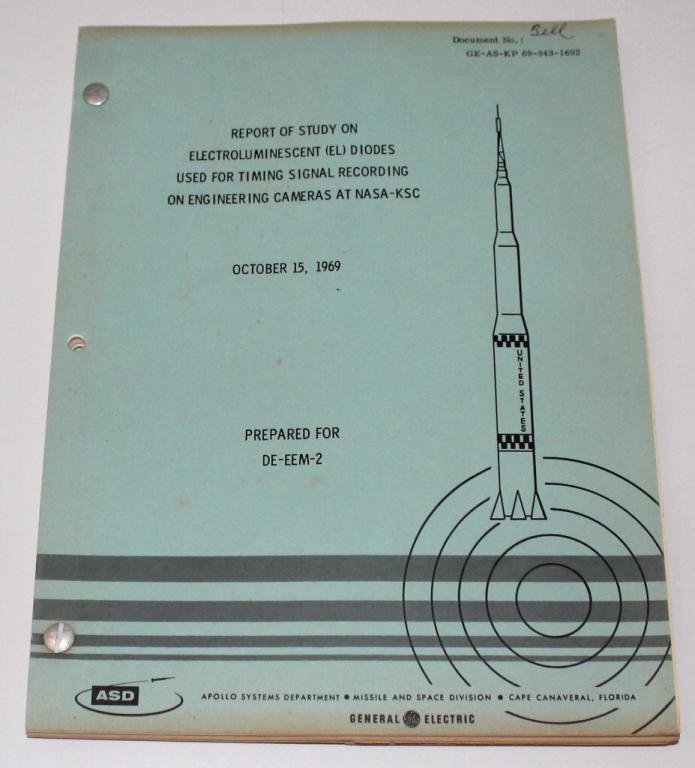 Bell
Document No. :
GE-AS-KP 69-843-1692
REPORT OF STUDY ON
ELECTROLUMINESCENT (EL) DIODES
USED FOR TIMING SIGNAL RECORDING
ON ENGINEERING CAMERAS AT NASA-KSC
OCTOBER 15, 1969
UNITED STATES
PREPARED FOR
DE-EEM-2
ASD
APOLLO SYSTEMS DEPARTMENT • MISSILE AND SPACE DIVISION • CAPE CANAVERAL, FLORIDA
GENERAL GE ELECTRIC